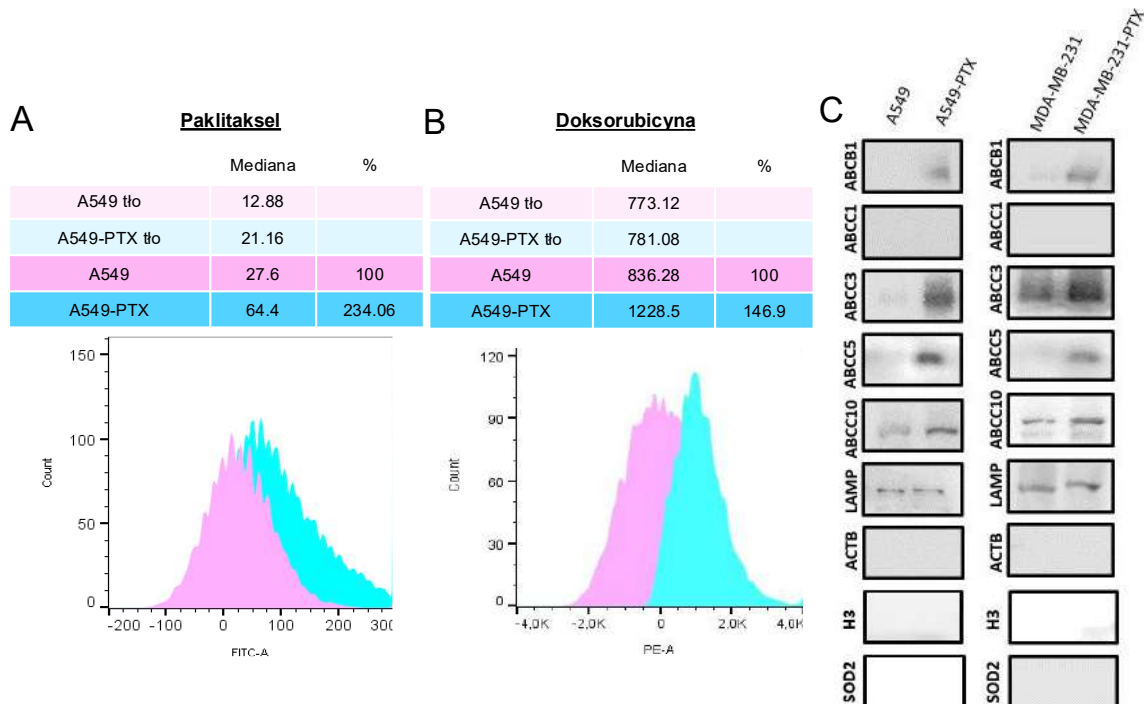 A
Paklitaksel
Mediana %
A549 tło 12.88
A549-PTX tło 21.16
A549 27.6 100
A549-PTX 64.4 234.06
150
100
50
0
-200 -100 0 100 200 300
Count
FITC-A
B
Doksorubicyna
Mediana %
A549 tło 773.12
A549-PTX tło 781.08
A549 836.28 100
A549-PTX 1228.5 146.9
120
90
60
30
0
-4,0K -2,0K 0 2.0K 4,0K
Count
PE-A
C
A549 A549-PTX MDA-MB-231 MDA-MB-231-PTX
ABCB1 ABCB1
ABCC1 ABCC1
ABCC3 ABCC3
ABCC5 ABCC5
ABCC10 ABCC10
LAMP LAMP
ACTB ACTB
H3 H3
SOD2 SOD2